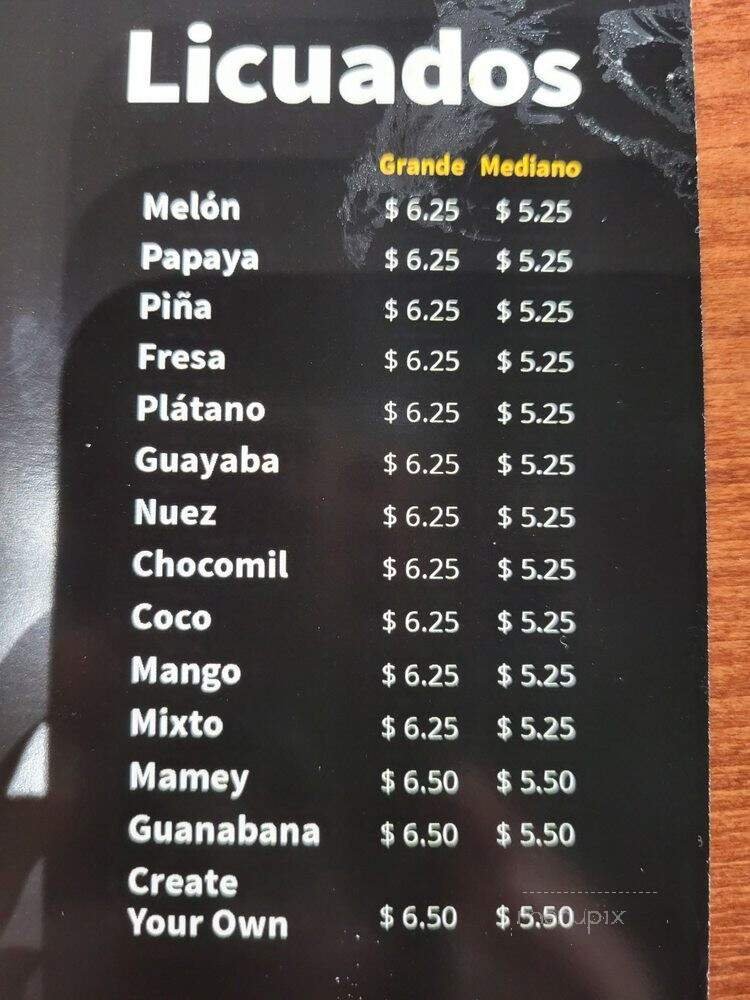 Licuados
Grande Mediano
Melón $ 6.25 $ 5.25
Papaya $ 6.25 $ 5.25
Piña $ 6.25 $ 5.25
Fresa $ 6.25 $ 5.25
Plátano $ 6.25 $ 5.25
Guayaba $ 6.25 $ 5.25
Nuez $ 6.25 $ 5.25
Chocomil $ 6.25 $ 5.25
Coco $ 6.25 $ 5.25
Mango $ 6.25 $ 5.25
Mixto $ 6.25 $ 5.25
Mamey $ 6.50 $ 5.50
Guanabana $ 6.50 $ 5.50
Create
Your Own $ 6.50 $ 5.50